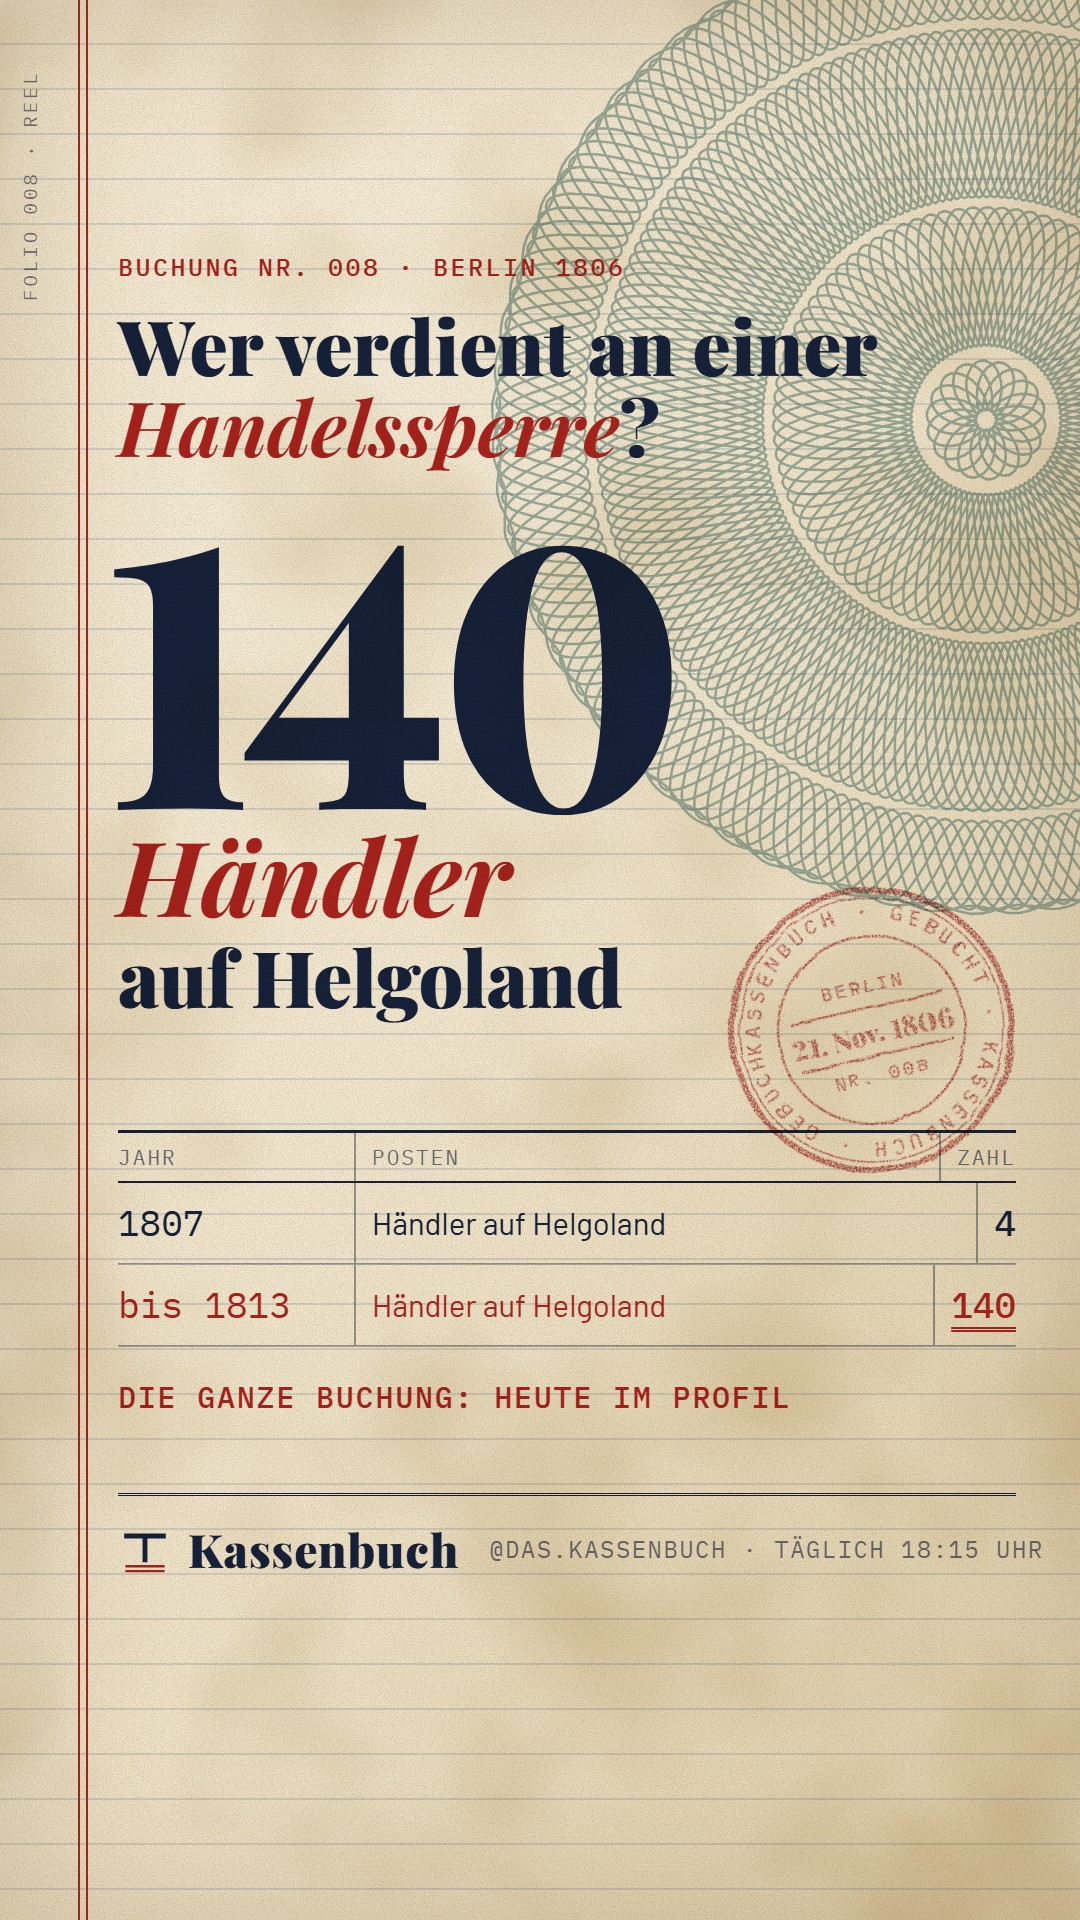 FOLIO 008 · REEL
BUCHUNG NR. 008 · BERLIN 1806
Wer verdient an einer
Handelssperre?
140
Händler
auf Helgoland
KASSENBUCH · GEBUCHT · KASSENBUCH · GEBUCH
BERLIN
21. Nov. 1806
NR. 008
JAHR POSTEN ZAHL
1807 Händler auf Helgoland 4
bis 1813 Händler auf Helgoland 140
DIE GANZE BUCHUNG: HEUTE IM PROFIL
Kassenbuch @DAS.KASSENBUCH · TÄGLICH 18:15 UHR